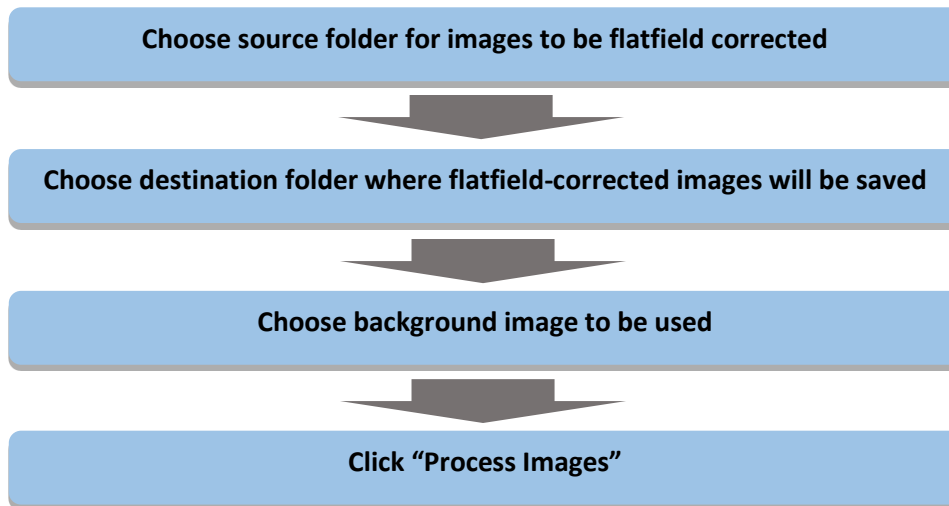 Choose source folder for images to be flatfield corrected
Choose destination folder where flatfield-corrected images will be saved
Choose background image to be used
Click “Process Images”